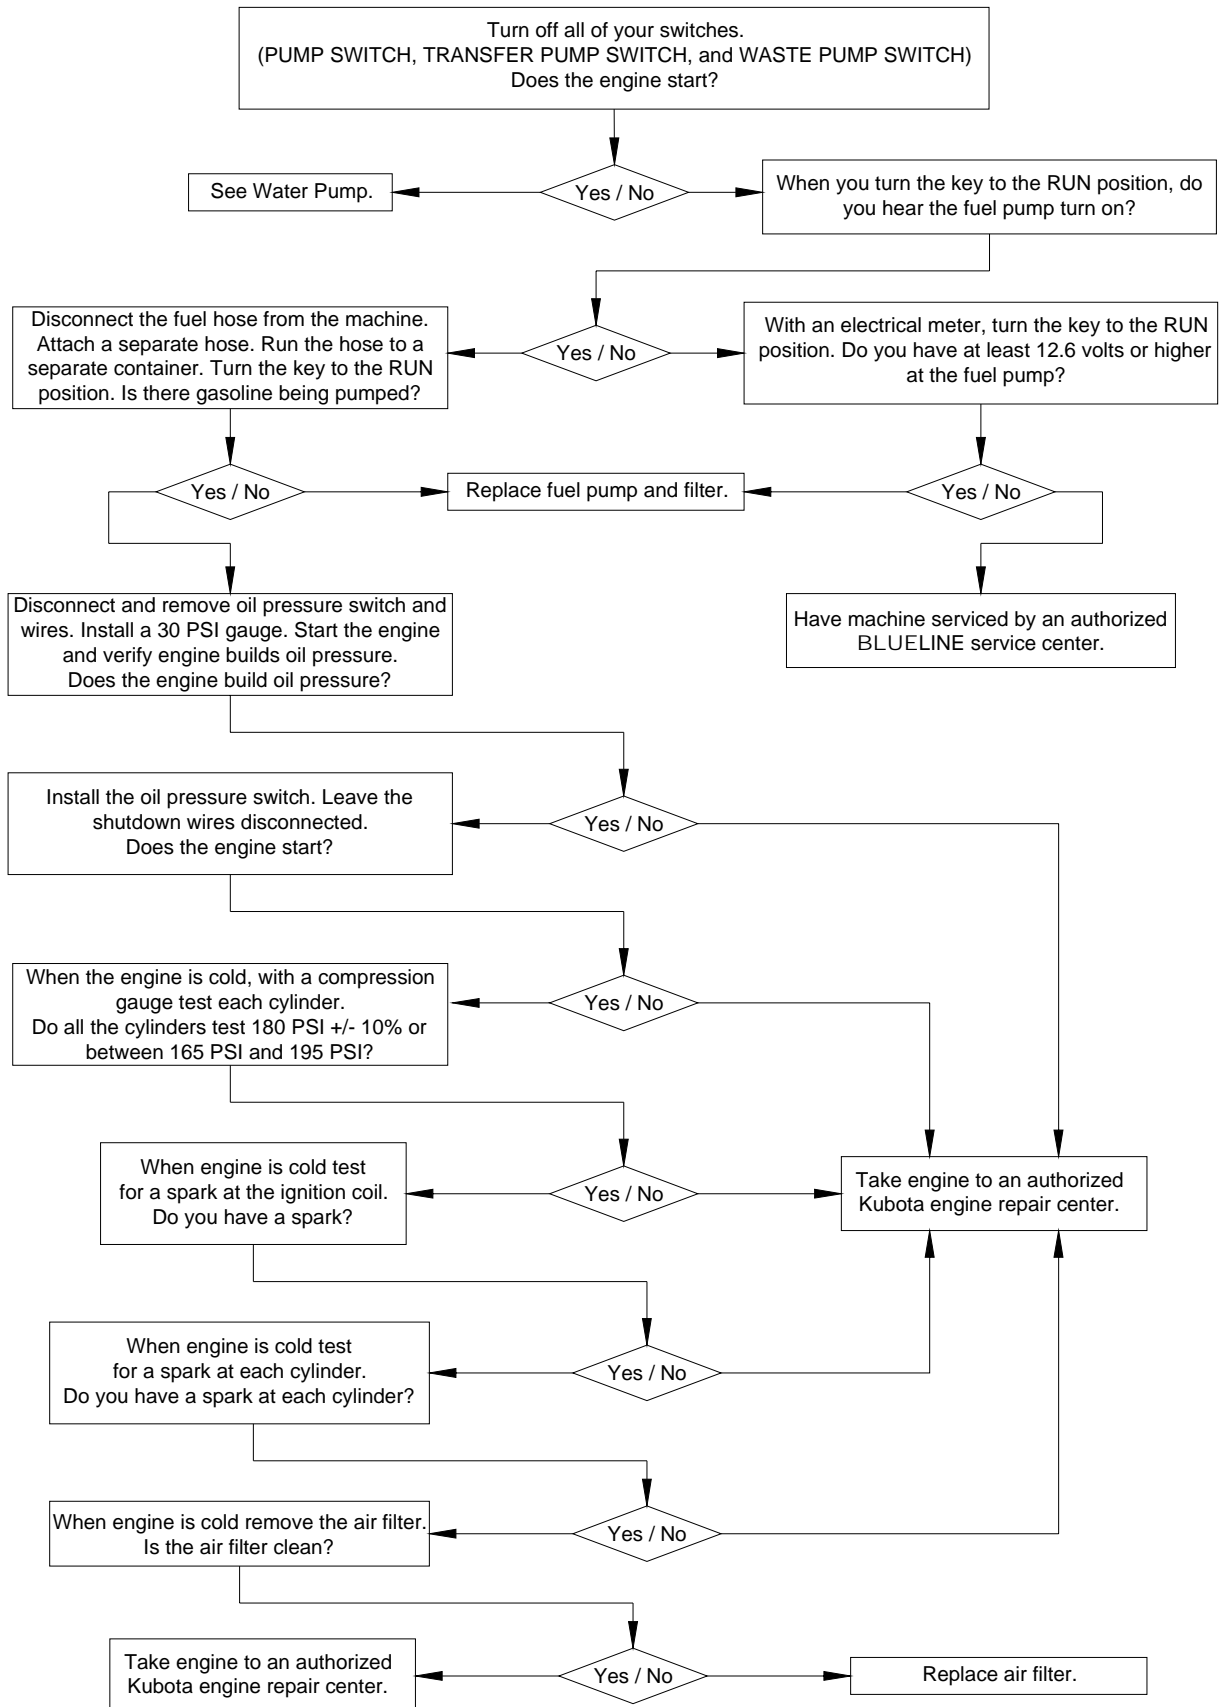 Turn off all of your switches.
(PUMP SWITCH, TRANSFER PUMP SWITCH, and WASTE PUMP SWITCH)
Does the engine start?
See Water Pump.
Yes / No
When you turn the key to the RUN position, do
you hear the fuel pump turn on?
Disconnect the fuel hose from the machine.
Attach a separate hose. Run the hose to a
separate container. Turn the key to the RUN
position. Is there gasoline being pumped?
Yes / No
With an electrical meter, turn the key to the RUN
position. Do you have at least 12.6 volts or higher
at the fuel pump?
Yes / No
Replace fuel pump and filter.
Yes / No
Disconnect and remove oil pressure switch and
wires. Install a 30 PSI gauge. Start the engine
and verify engine builds oil pressure.
Does the engine build oil pressure?
Have machine serviced by an authorized
BLUELINE service center.
Install the oil pressure switch. Leave the
shutdown wires disconnected.
Does the engine start?
Yes / No
When the engine is cold, with a compression
gauge test each cylinder.
Do all the cylinders test 180 PSI +/- 10% or
between 165 PSI and 195 PSI?
Yes / No
When engine is cold test
for a spark at the ignition coil.
Do you have a spark?
Yes / No
Take engine to an authorized
Kubota engine repair center.
When engine is cold test
for a spark at each cylinder.
Do you have a spark at each cylinder?
Yes / No
When engine is cold remove the air filter.
Is the air filter clean?
Yes / No
Take engine to an authorized
Kubota engine repair center.
Yes / No
Replace air filter.